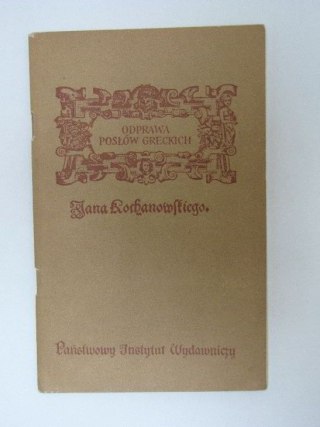 ODPRAWA
POSŁÓW GRECKICH
Jana Kochanowskiego.
Państwowy Instytut Wydawniczy